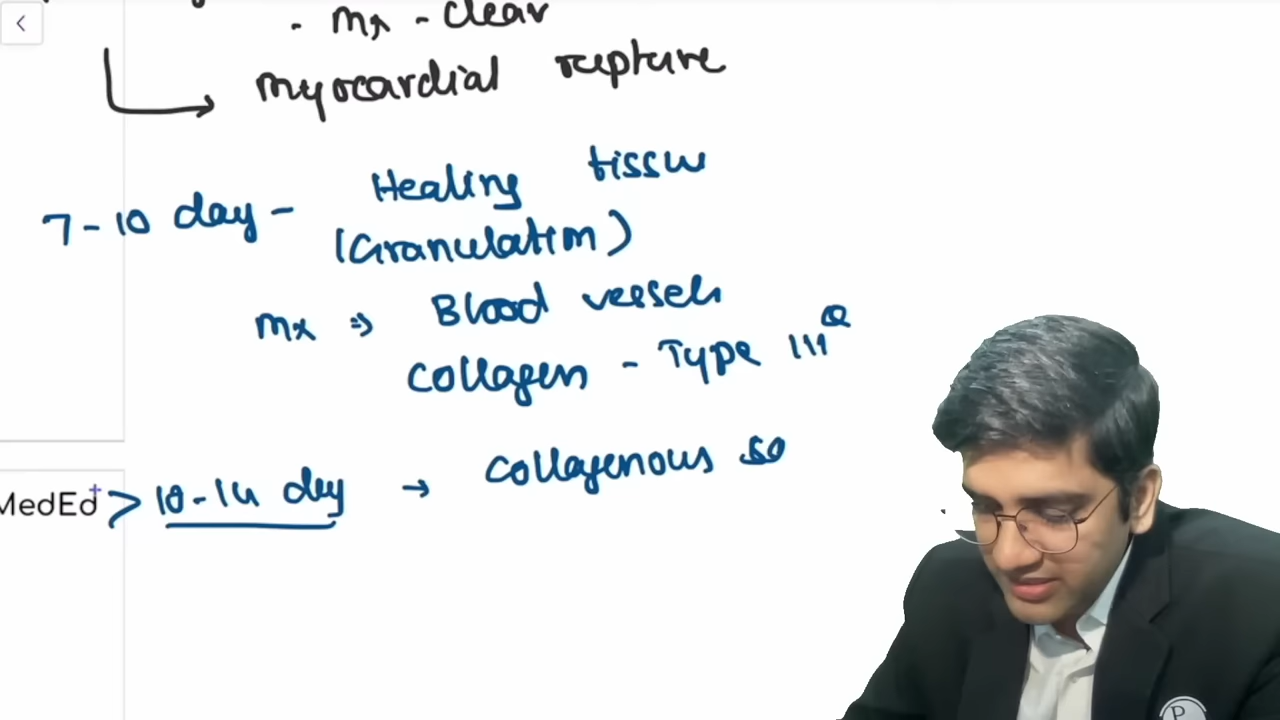 . Mx - clear
myocardial rupture
7-10 day - Healing tissue
(Granulation)
Mx ⇒ Blood vessels
Collagen - Type III Q
MedEd+
> 10-14 day → Collagenous sc
P